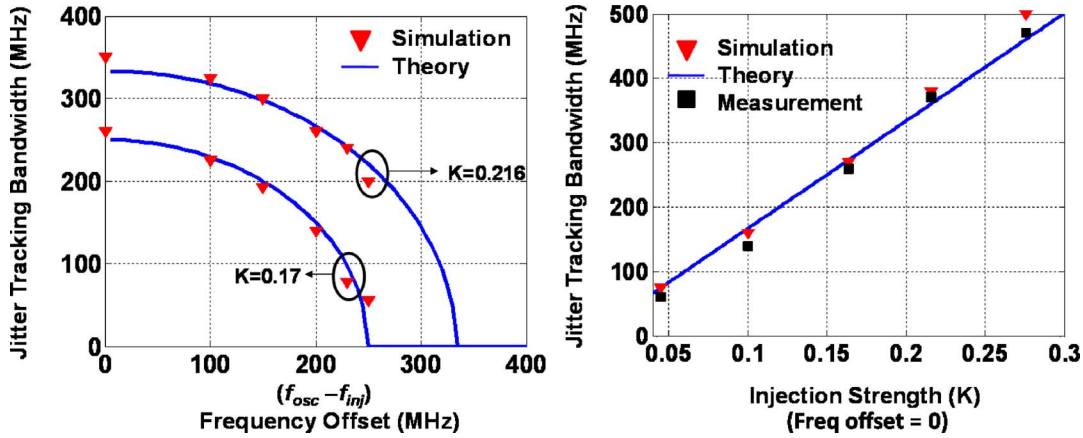 Jitter Tracking Bandwidth (MHz)
400
300
200
100
0
Simulation
Theory
K=0.216
K=0.17
0 100 200 300 400
(fosc –finj)
Frequency Offset (MHz)
Jitter Tracking Bandwidth (MHz)
500
400
300
200
100
0
Simulation
Theory
Measurement
0.05 0.1 0.15 0.2 0.25 0.3
Injection Strength (K)
(Freq offset = 0)